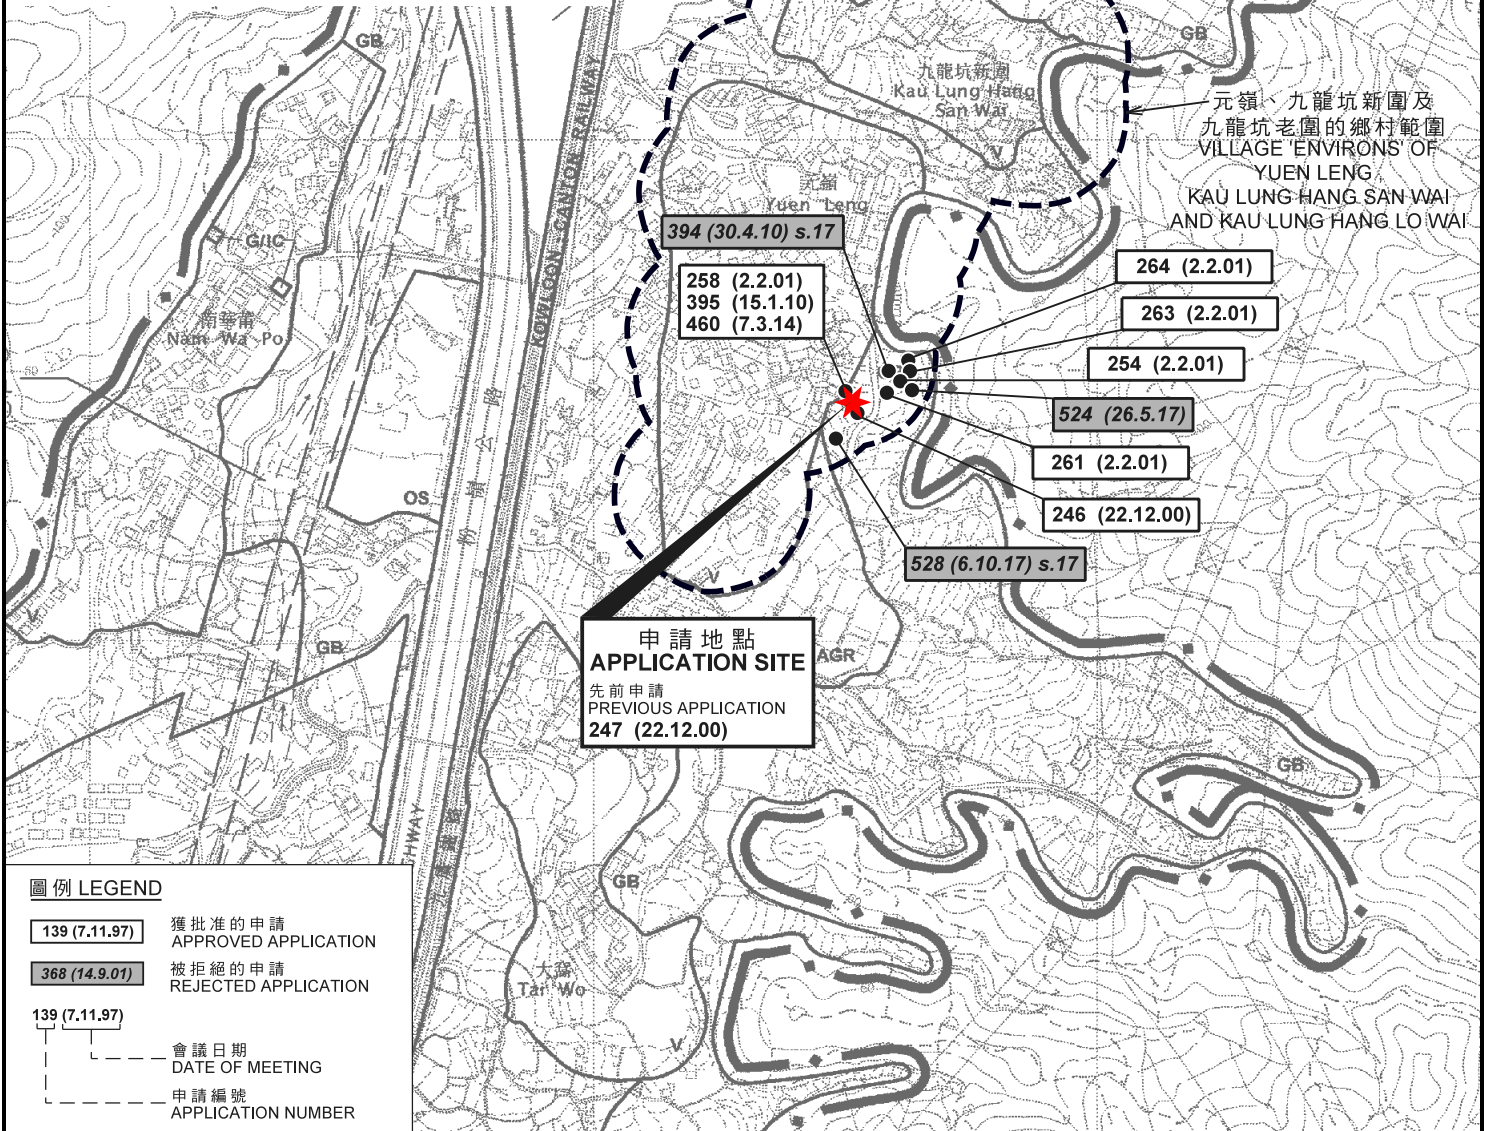 GB
GB
九龍坑新圍
Kau Lung Hang
San Wai
元嶺、九龍坑新圍及
九龍坑老圍的鄉村範圍
VILLAGE 'ENVIRONS' OF
YUEN LENG,
KAU LUNG HANG SAN WAI
AND KAU LUNG HANG LO WAI
V
KOWLOON-CANTON RAILWAY
元嶺
Yuen Leng
394 (30.4.10) s.17
G/IC
258 (2.2.01)
395 (15.1.10)
460 (7.3.14)
264 (2.2.01)
263 (2.2.01)
南華莆
Nam Wa Po
254 (2.2.01)
524 (26.5.17)
261 (2.2.01)
246 (22.12.00)
528 (6.10.17) s.17
OS
粉嶺公路
V
V
GB
申請地點
APPLICATION SITE
先前申請
PREVIOUS APPLICATION
247 (22.12.00)
AGR
GB
HWAY
GB
大窩
Tai Wo
V
圖例 LEGEND
139 (7.11.97)
獲批准的申請
APPROVED APPLICATION
368 (14.9.01)
被拒絕的申請
REJECTED APPLICATION
139 (7.11.97)
會議日期
DATE OF MEETING
申請編號
APPLICATION NUMBER